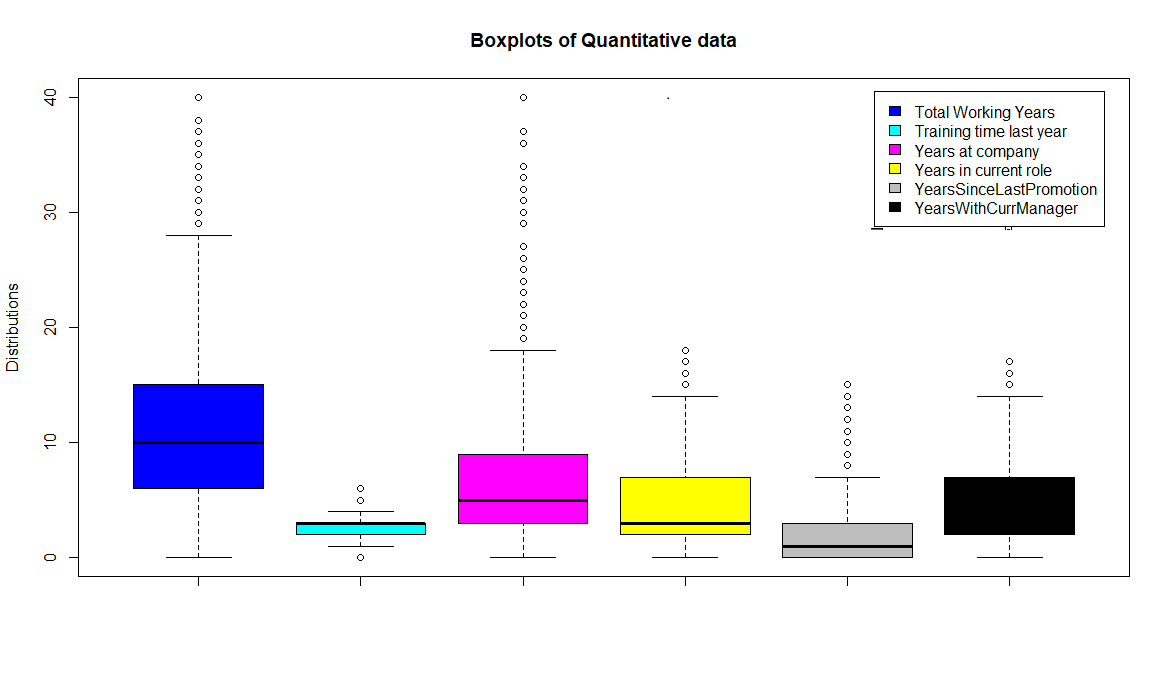 Boxplots of Quantitative data
Total Working Years
Training time last year
Years at company
Years in current role
YearsSinceLastPromotion
YearsWithCurrManager
Distributions
40
30
20
10
0